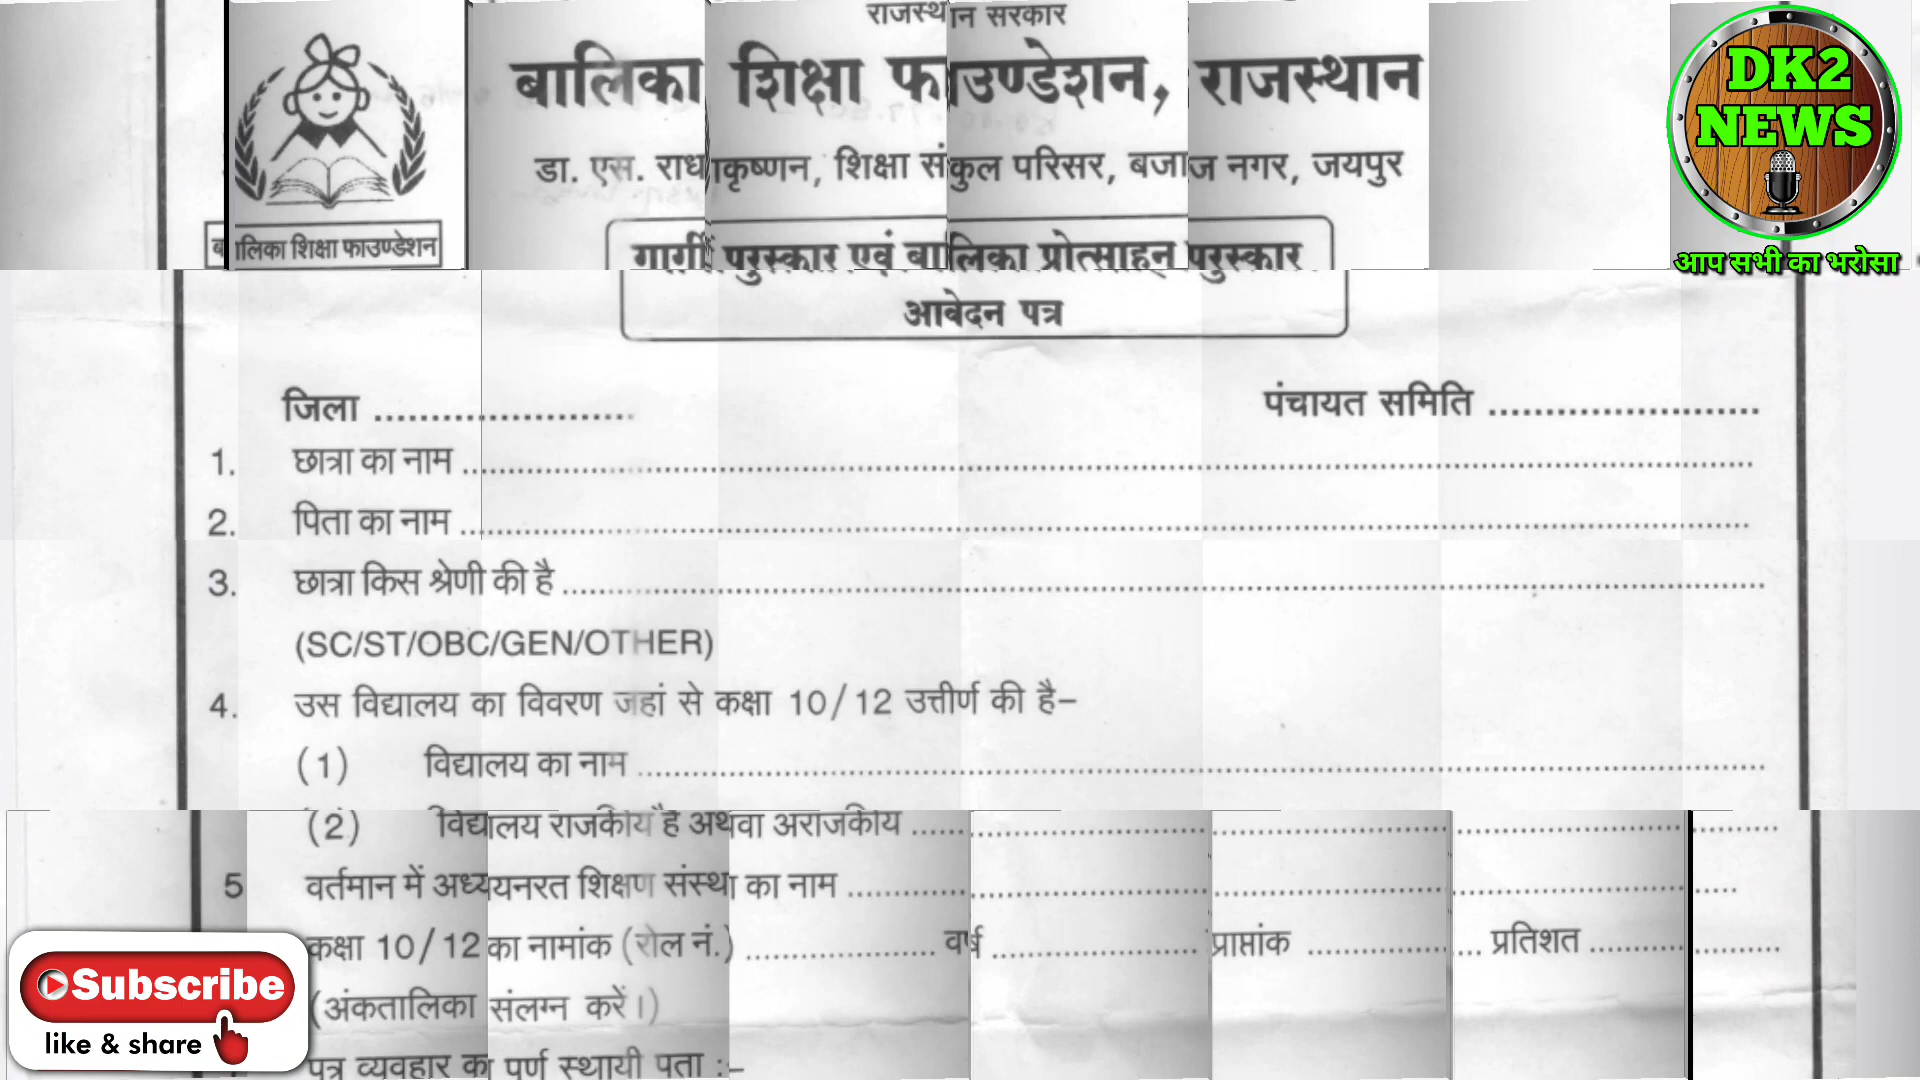 राजस्थान सरकार
बालिका शिक्षा फाउण्डेशन, राजस्थान
डा. एस. राधाकृष्णन, शिक्षा संकुल परिसर, बजाज नगर, जयपुर
बालिका शिक्षा फाउण्डेशन
DK2
NEWS
आप सभी का भरोसा
गार्गी पुरुस्कार एवं बालिका प्रोत्साहन पुरुस्कार
आवेदन पत्र
जिला ........................ पंचायत समिति ........................
1. छात्रा का नाम ........................
2. पिता का नाम ........................
3. छात्रा किस श्रेणी की है ........................
(SC/ST/OBC/GEN/OTHER)
4. उस विद्यालय का विवरण जहां से कक्षा 10/12 उत्तीर्ण की है–
(1) विद्यालय का नाम ........................
(2) विद्यालय राजकीय है अथवा अराजकीय ........................
5 वर्तमान में अध्ययनरत शिक्षण संस्था का नाम ........................
कक्षा 10/12 का नामांक (रोल नं.) .................... वर्ष .................... प्राप्तांक .................... प्रतिशत ....................
(अंकतालिका संलग्न करें।)
पत्र व्यवहार का पूर्ण स्थायी पता :–
Subscribe
like & share